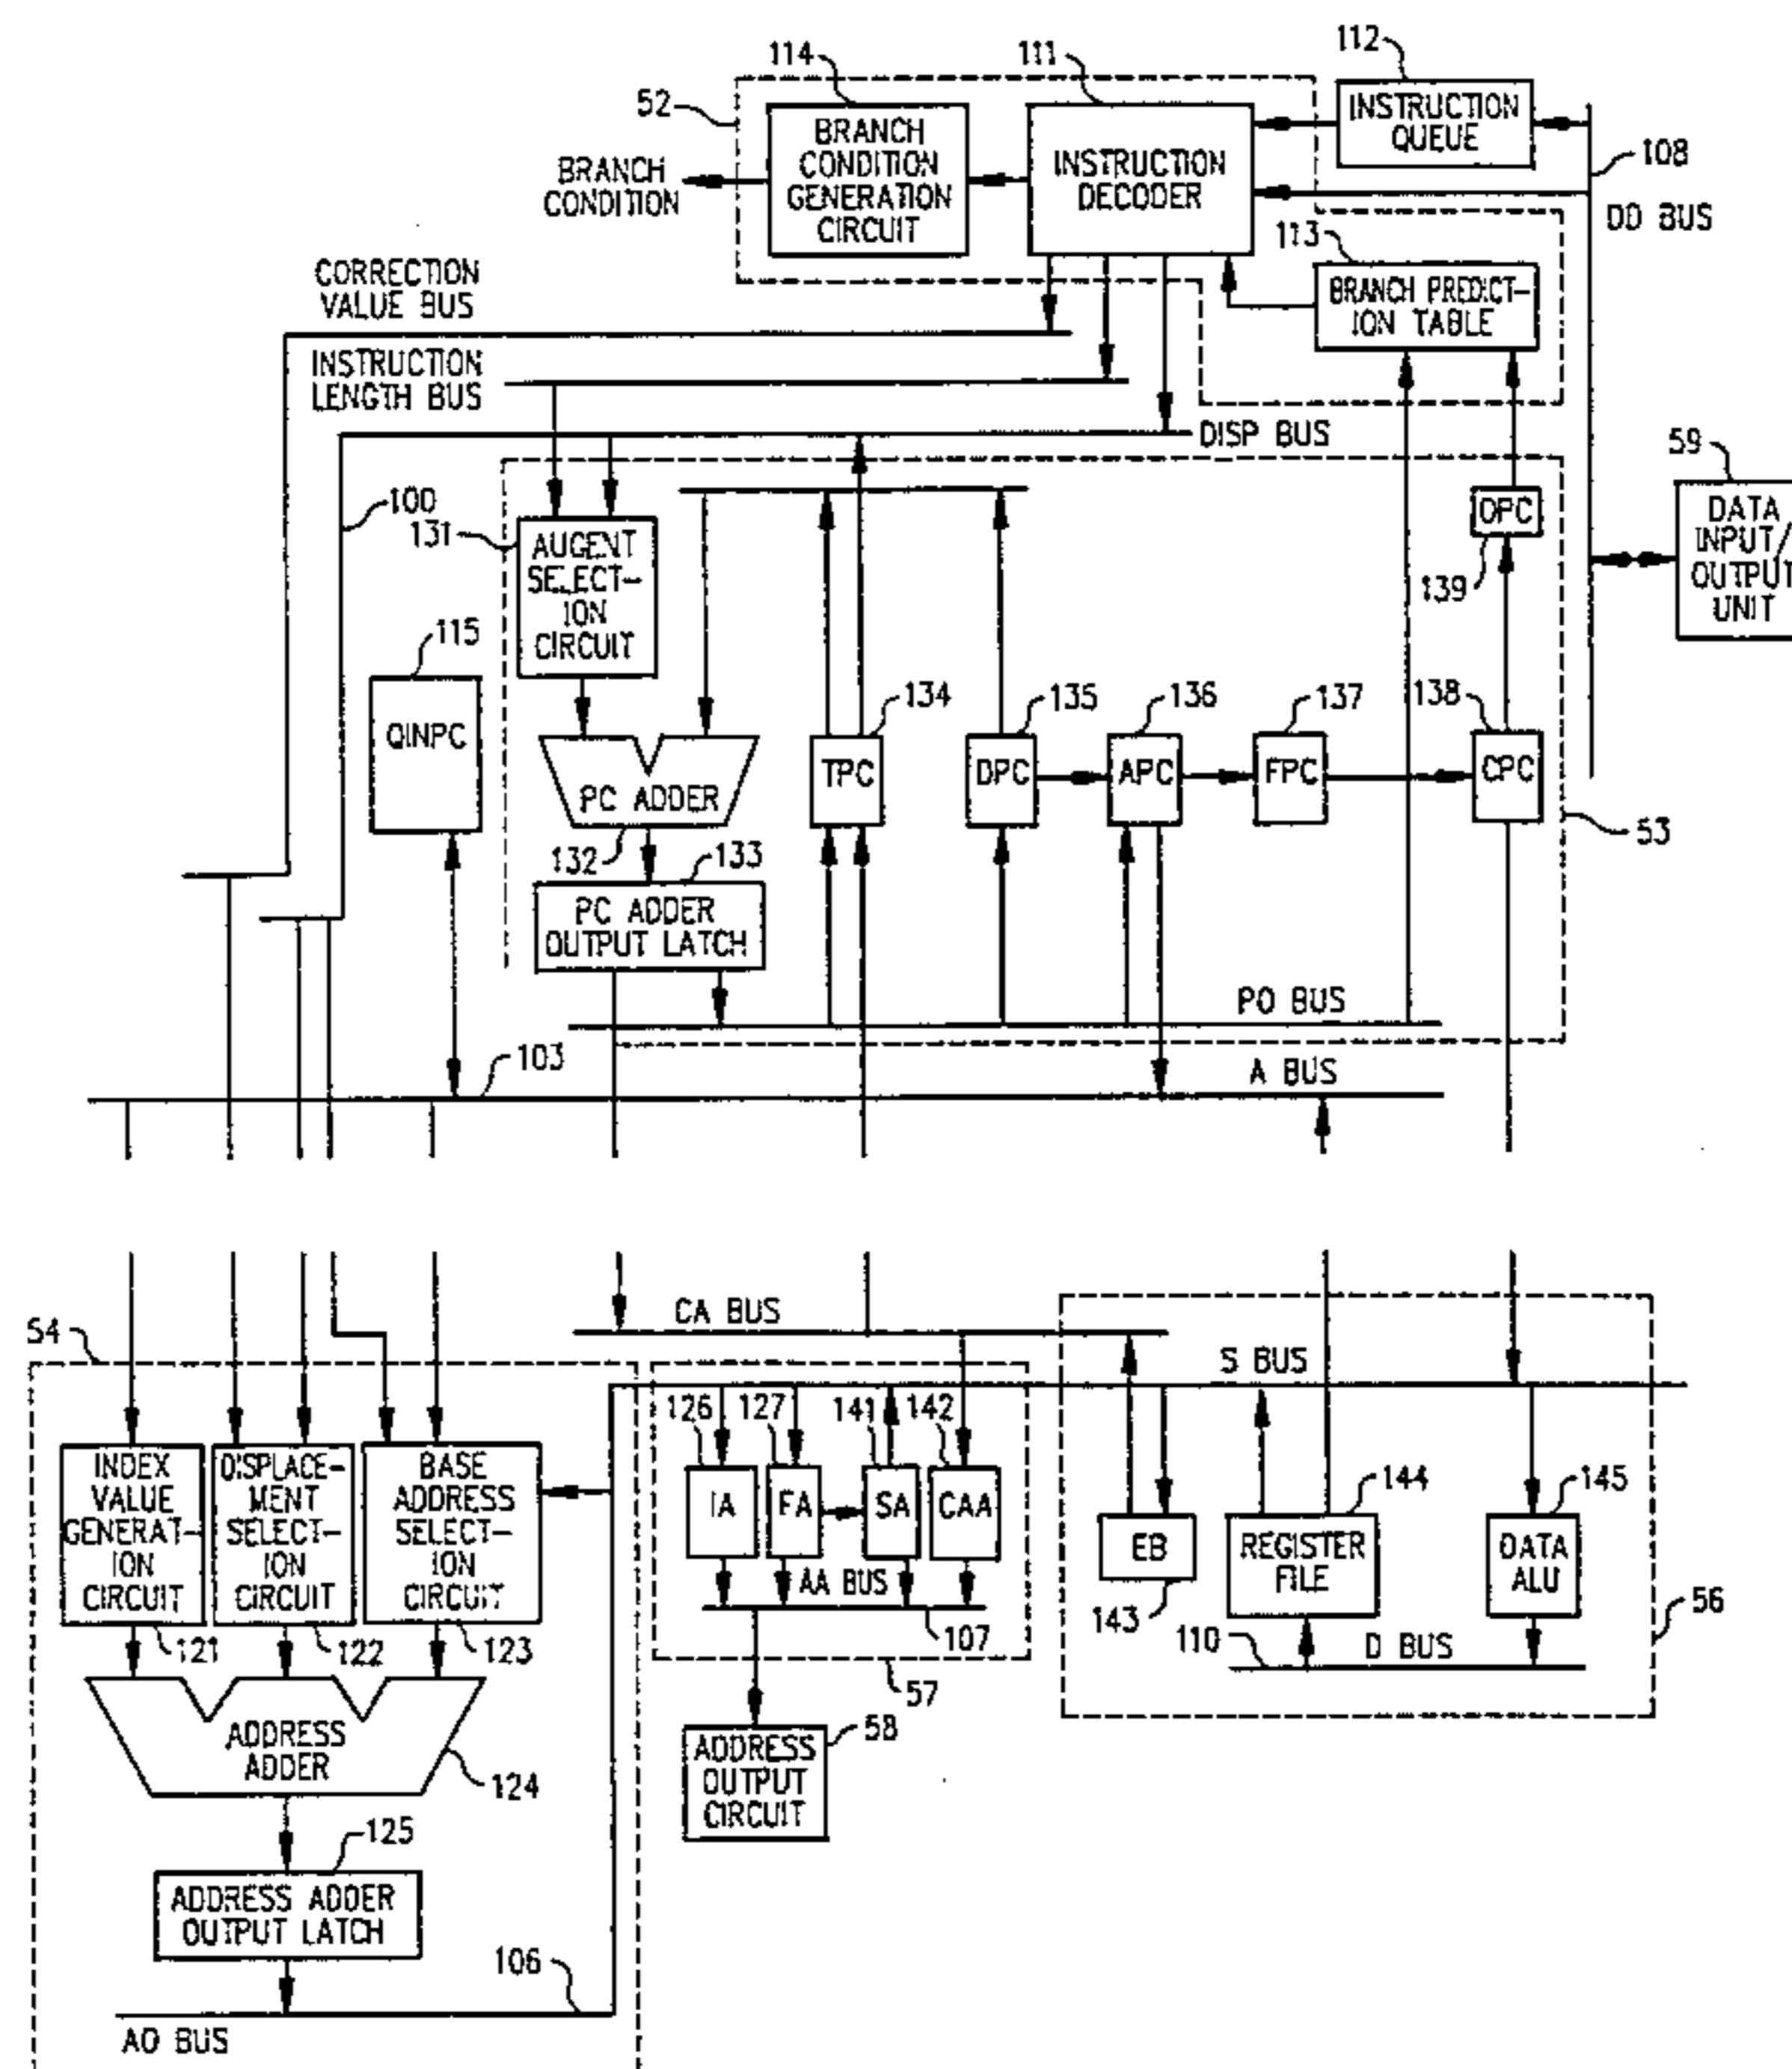 114
111
112
52
BRANCH
CONDITION
GENERATION
CIRCUIT
INSTRUCTION
DECODER
INSTRUCTION
QUEUE
108
BRANCH
CONDITION
DD BUS
113
BRANCH PREDICT-
ION TABLE
CORRECTION
VALUE BUS
INSTRUCTION
LENGTH BUS
DISP BUS
59
DATA
INPUT/
OUTPUT
UNIT
100
131
AUGENT
SELECT-
ION
CIRCUIT
OPC
139
115
QINPC
134
135
136
137
138
PC ADDER
TPC
DPC
APC
FPC
CPC
53
132
133
PC ADDER
OUTPUT LATCH
PO BUS
103
A BUS
CA BUS
54
S BUS
126
127
141
142
INDEX
VALUE
GENERAT-
ION
CIRCUIT
DISPLACE-
MENT
SELECT-
ION
CIRCUIT
BASE
ADDRESS
SELECT-
ION
CIRCUIT
IA
FA
SA
CAA
144
145
EB
REGISTER
FILE
DATA
ALU
AA BUS
143
56
121
122
123
107
110
D BUS
57
ADDRESS
ADDER
124
58
ADDRESS
OUTPUT
CIRCUIT
125
ADDRESS ADDER
OUTPUT LATCH
106
AO BUS